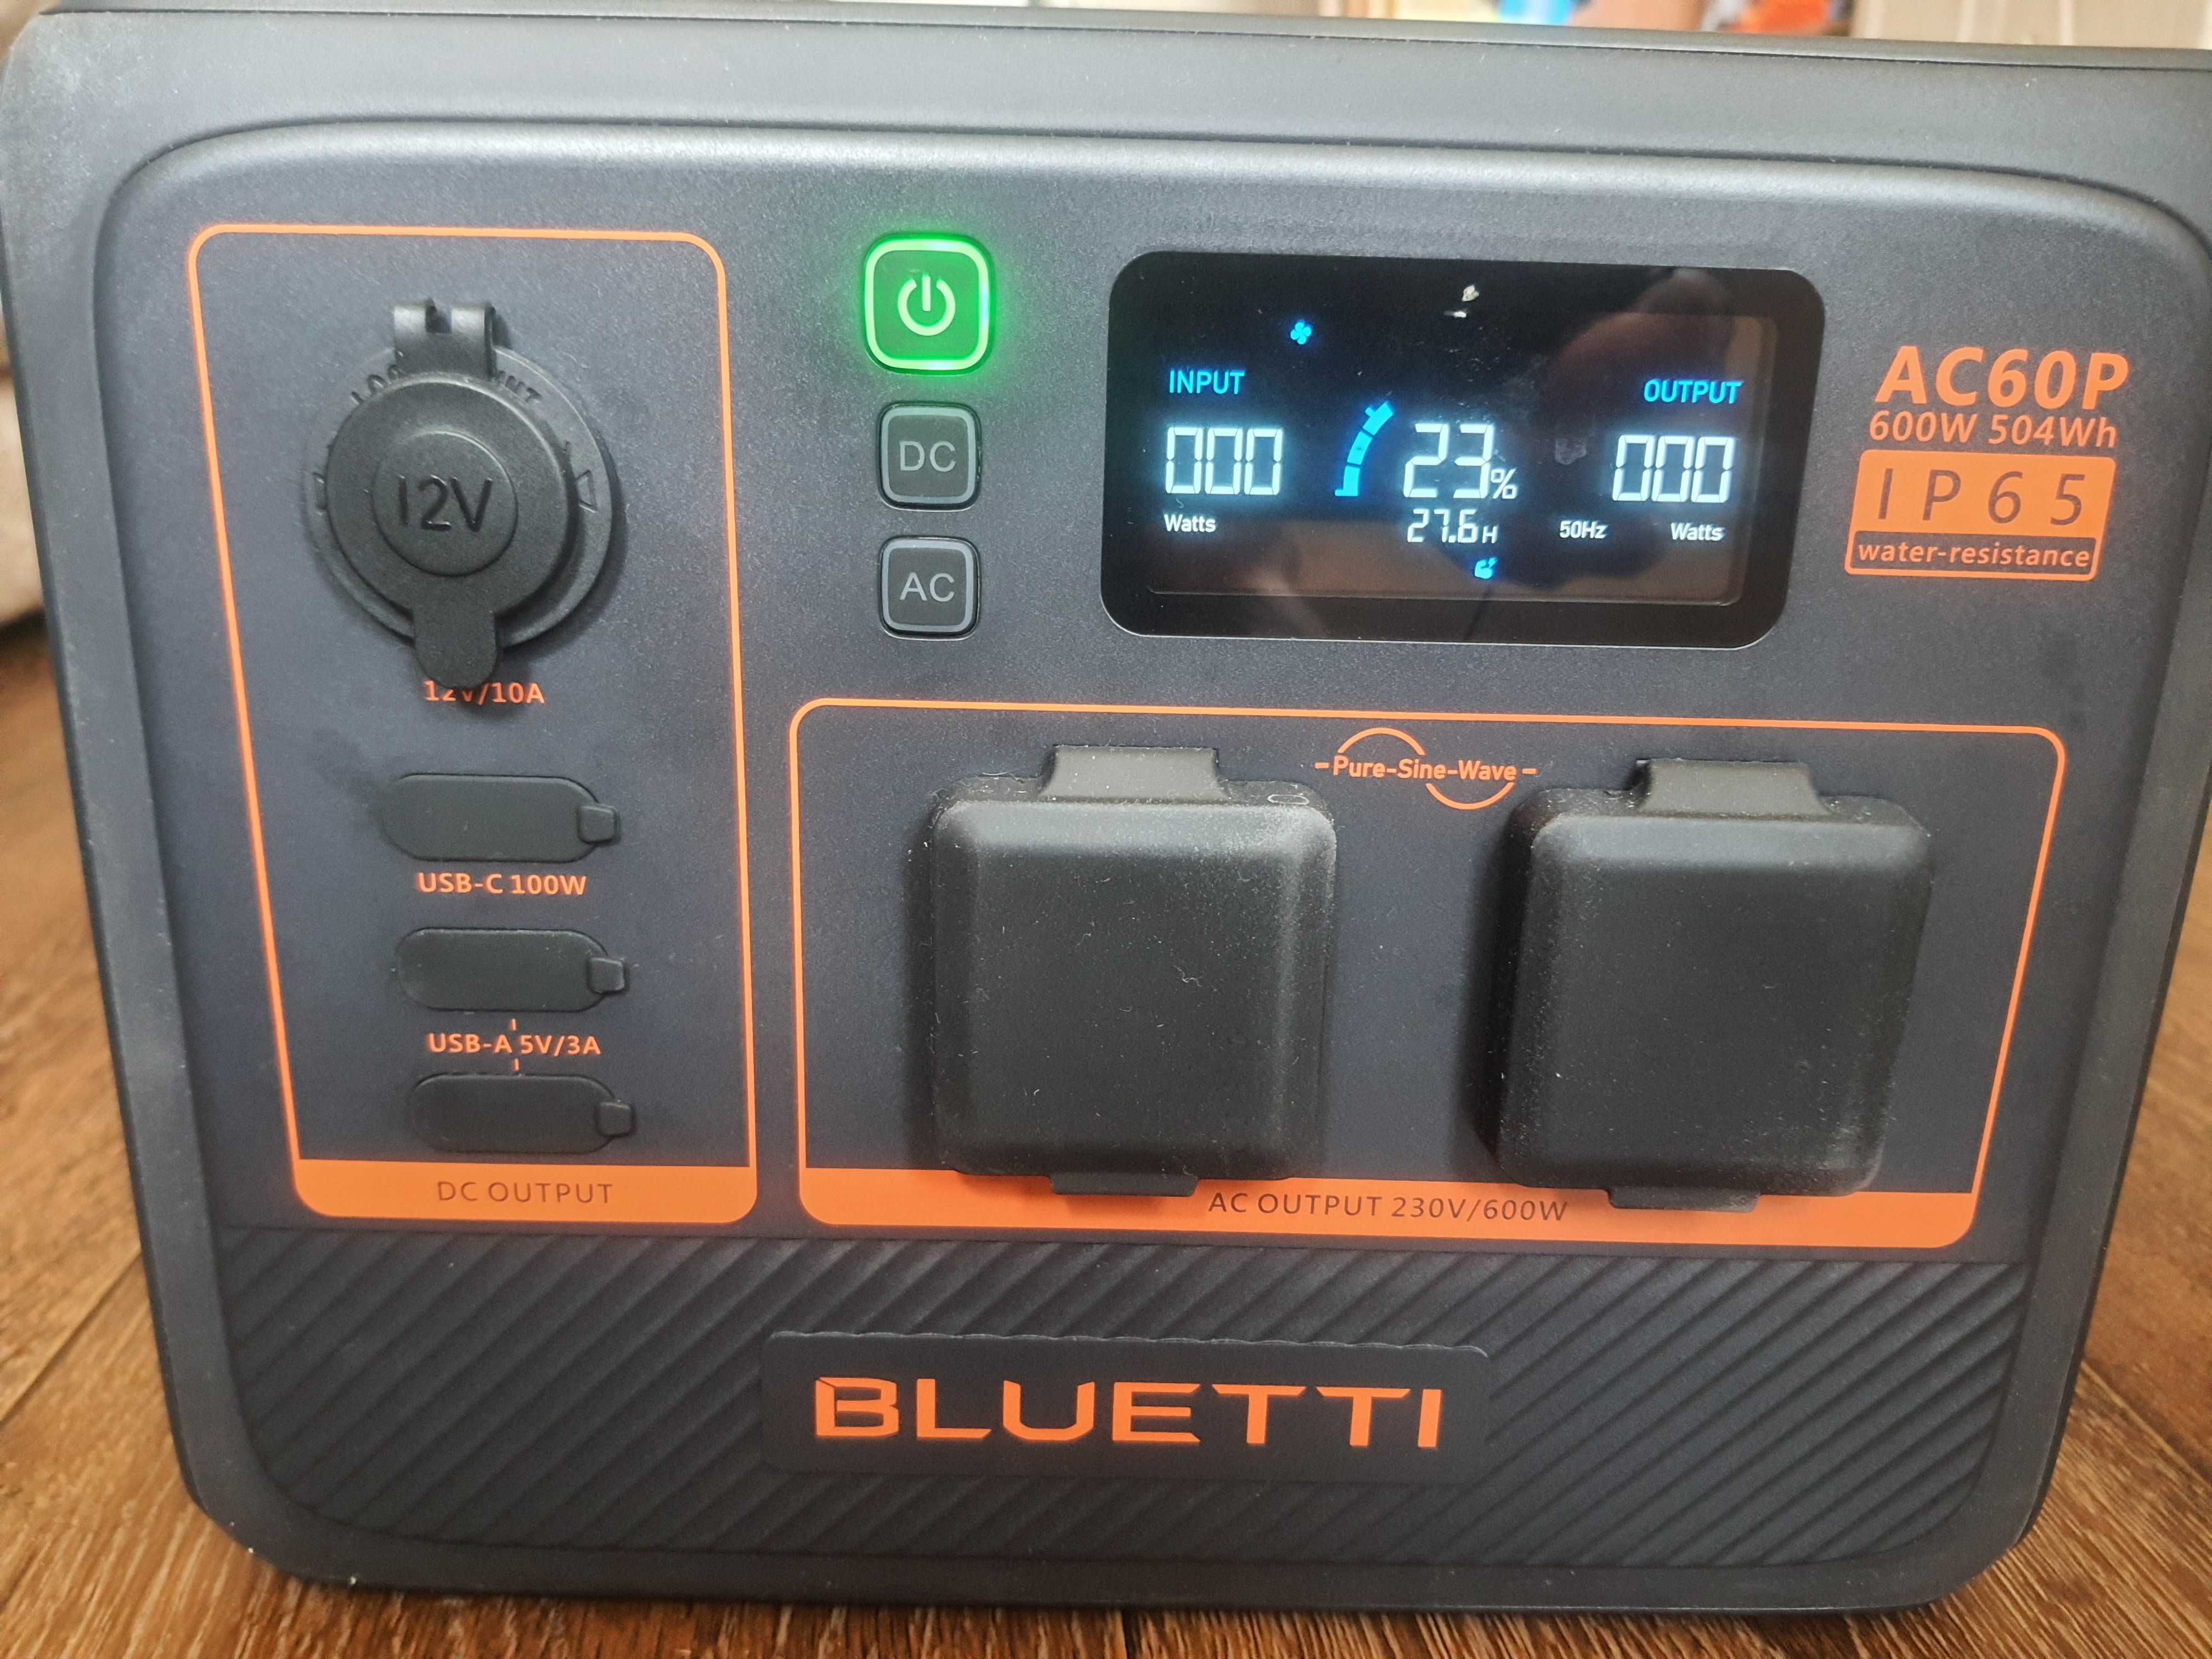 12V
12V/10A
USB-C 100W
USB-A 5V/3A
DC OUTPUT
DC
AC
INPUT
000
Watts
23%
27.6H
50Hz
OUTPUT
000
Watts
AC60P
600W 504Wh
IP65
water-resistance
-Pure-Sine-Wave-
AC OUTPUT 230V/600W
BLUETTI